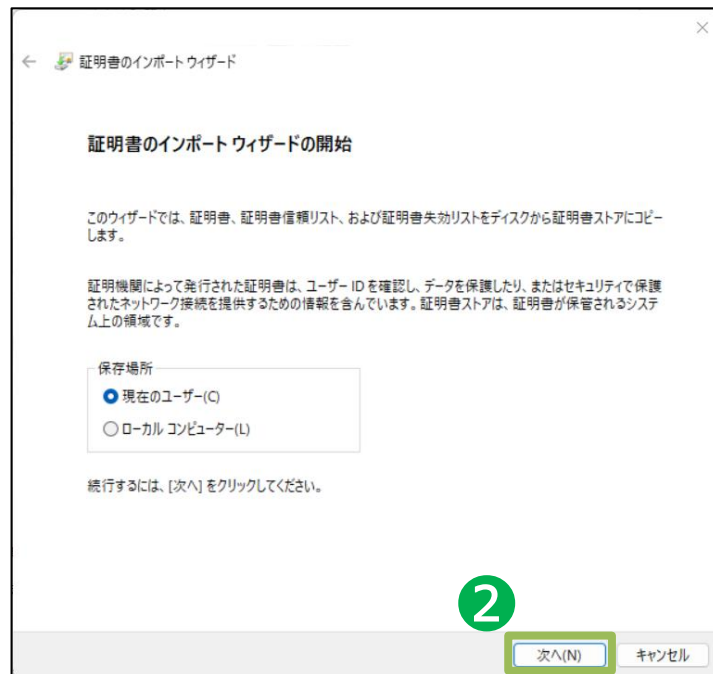 証明書のインポート ウィザード
証明書のインポート ウィザードの開始
このウィザードでは、証明書、証明書信頼リスト、および証明書失効リストをディスクから証明書ストアにコピー
します。
証明機関によって発行された証明書は、ユーザー ID を確認し、データを保護したり、またはセキュリティで保護
されたネットワーク接続を提供するための情報を含んでいます。証明書ストアは、証明書が保管されるシステ
ム上の領域です。
保存場所
現在のユーザー(C)
ローカル コンピューター(L)
続行するには、[次へ] をクリックしてください。
2
次へ(N) キャンセル